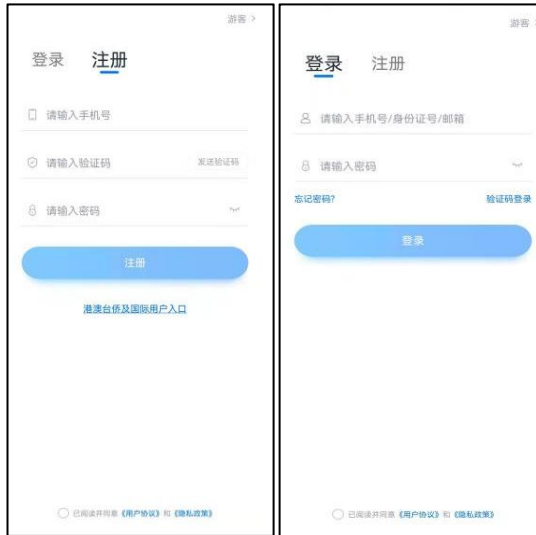 游客 >
登录 注册
请输入手机号
请输入验证码 发送验证码
请输入密码
注册
港澳台侨及国际用户入口
已阅读并同意《用户协议》和《隐私政策》
游客
登录 注册
请输入手机号/身份证号/邮箱
请输入密码
忘记密码? 验证码登录
登录
已阅读并同意《用户协议》和《隐私政策》